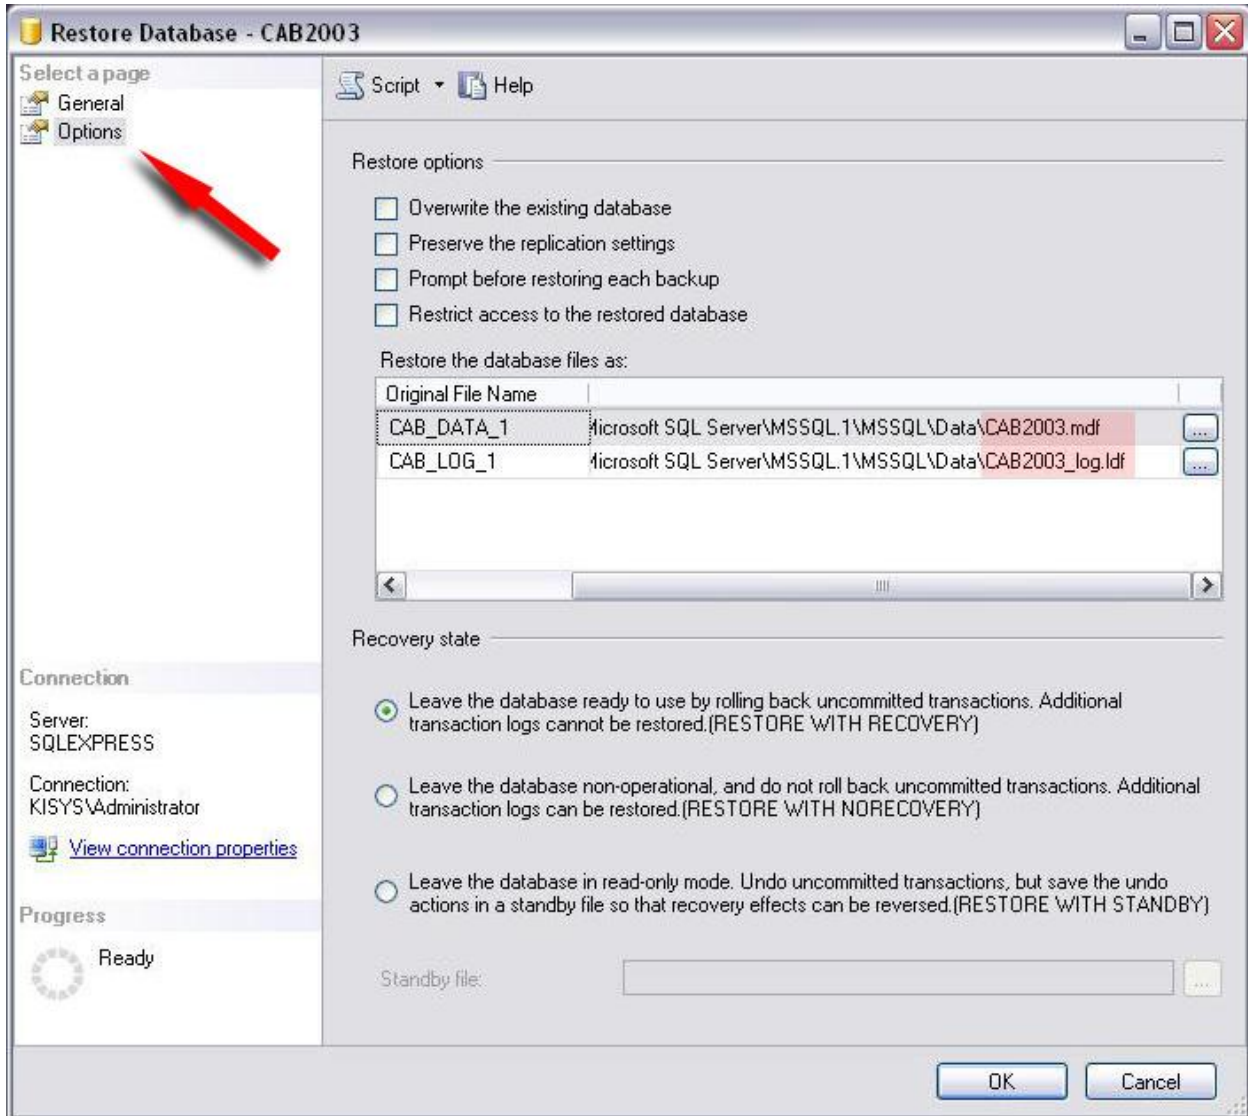 Restore Database - CAB2003
Select a page
General
Options
Script
Help
Restore options
Overwrite the existing database
Preserve the replication settings
Prompt before restoring each backup
Restrict access to the restored database
Restore the database files as:
Original File Name
CAB_DATA_1 Microsoft SQL Server\MSSQL.1\MSSQL\Data\CAB2003.mdf ...
CAB_LOG_1 Microsoft SQL Server\MSSQL.1\MSSQL\Data\CAB2003_log.ldf ...
Recovery state
Leave the database ready to use by rolling back uncommitted transactions. Additional
transaction logs cannot be restored.(RESTORE WITH RECOVERY)
Leave the database non-operational, and do not roll back uncommitted transactions. Additional
transaction logs can be restored.(RESTORE WITH NORECOVERY)
Leave the database in read-only mode. Undo uncommitted transactions, but save the undo
actions in a standby file so that recovery effects can be reversed.(RESTORE WITH STANDBY)
Standby file:
...
Connection
Server:
SQLEXPRESS
Connection:
KISYS\Administrator
View connection properties
Progress
Ready
OK
Cancel